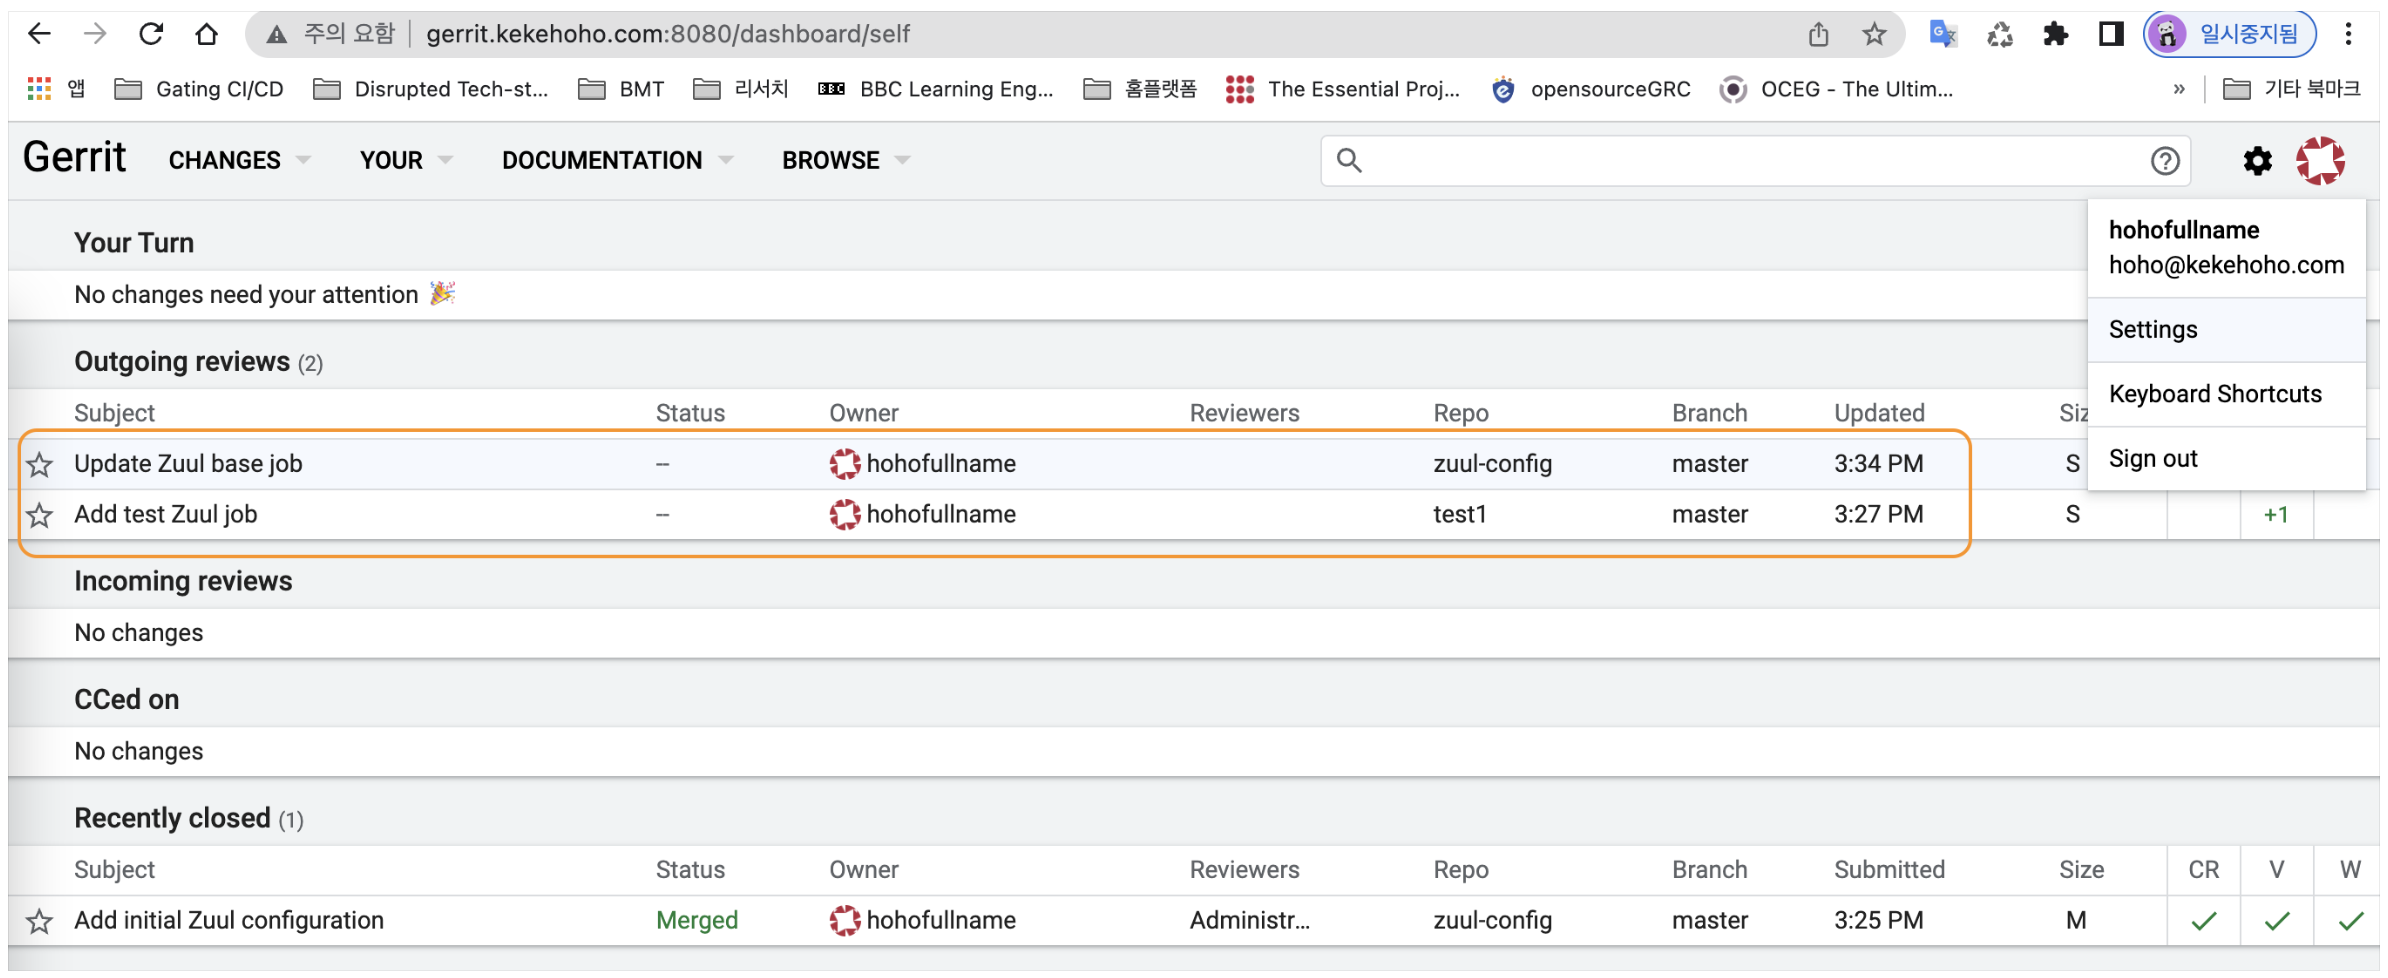 주의 요함 gerrit.kekehoho.com:8080/dashboard/self 일시중지됨
앱 Gating CI/CD Disrupted Tech-st... BMT 리서치 BBC BBC Learning Eng... 홈플랫폼 The Essential Proj... opensourceGRC OCEG - The Ultim... » 기타 북마크
Gerrit CHANGES YOUR DOCUMENTATION BROWSE
Your Turn
hohofullname
hoho@kekehoho.com
No changes need your attention
Settings
Outgoing reviews (2)
Keyboard Shortcuts
Subject Status Owner Reviewers Repo Branch Updated Siz
Sign out
Update Zuul base job -- hohofullname zuul-config master 3:34 PM S
Add test Zuul job -- hohofullname test1 master 3:27 PM S +1
Incoming reviews
No changes
CCed on
No changes
Recently closed (1)
Subject Status Owner Reviewers Repo Branch Submitted Size CR V W
Add initial Zuul configuration Merged hohofullname Administr... zuul-config master 3:25 PM M